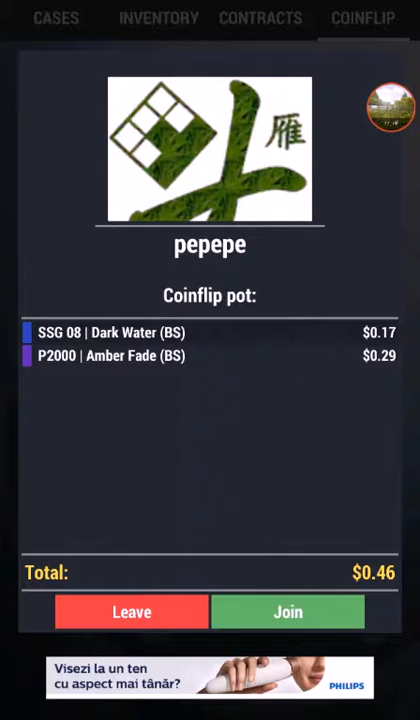 CASES INVENTORY CONTRACTS COINFLIP
雁
pepepe
Coinflip pot:
SSG 08 | Dark Water (BS) $0.17
P2000 | Amber Fade (BS) $0.29
Total: $0.46
Leave Join
Visezi la un ten
cu aspect mai tânăr?
PHILIPS